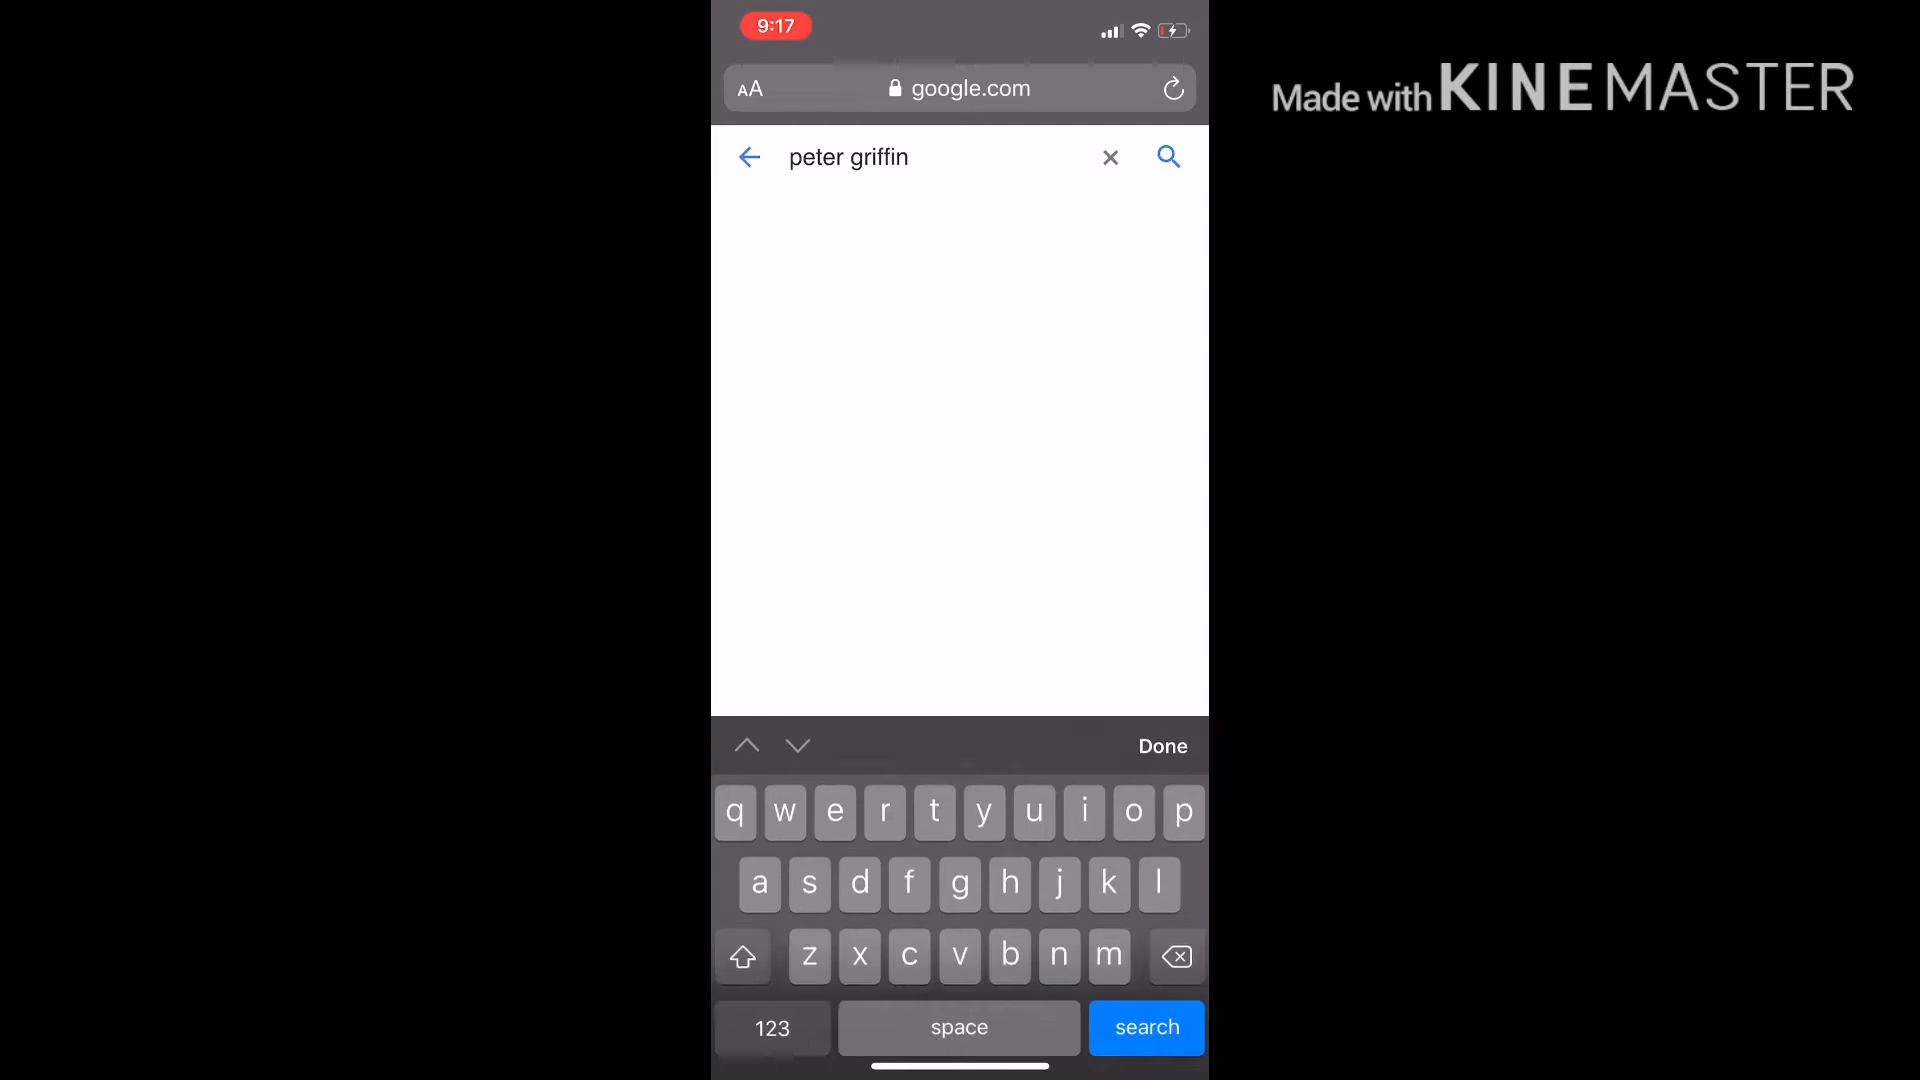 9:17
Made with KINEMASTER
AA google.com
peter griffin
Done
q w e r t y u i o p
a s d f g h j k l
z x c v b n m
123 space search